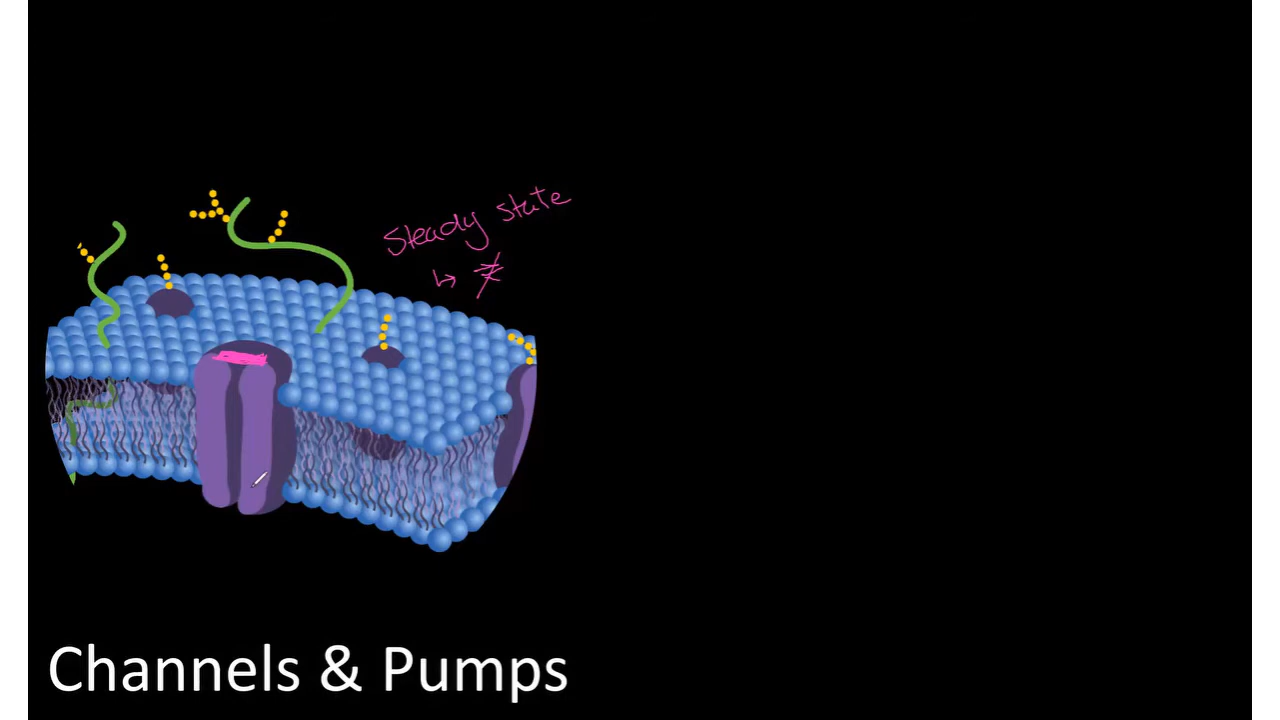 Steady state
↳ ≠
Channels & Pumps